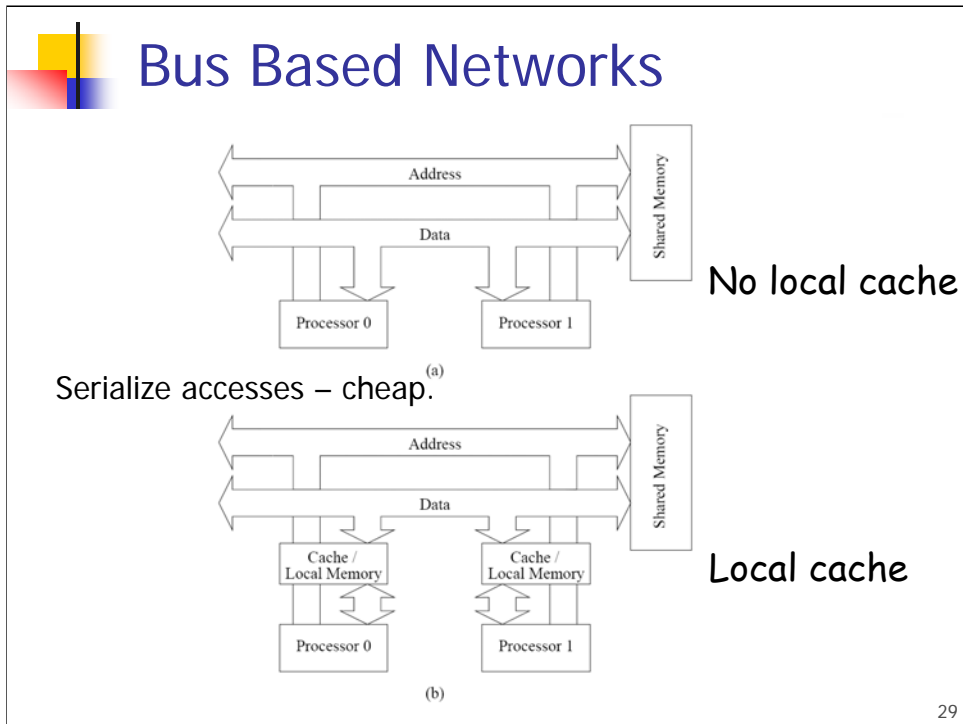 Bus Based Networks
Address
Data
Shared Memory
No local cache
Processor 0
Processor 1
(a)
Serialize accesses – cheap.
Address
Data
Shared Memory
Cache /
Local Memory
Cache /
Local Memory
Local cache
Processor 0
Processor 1
(b)
29